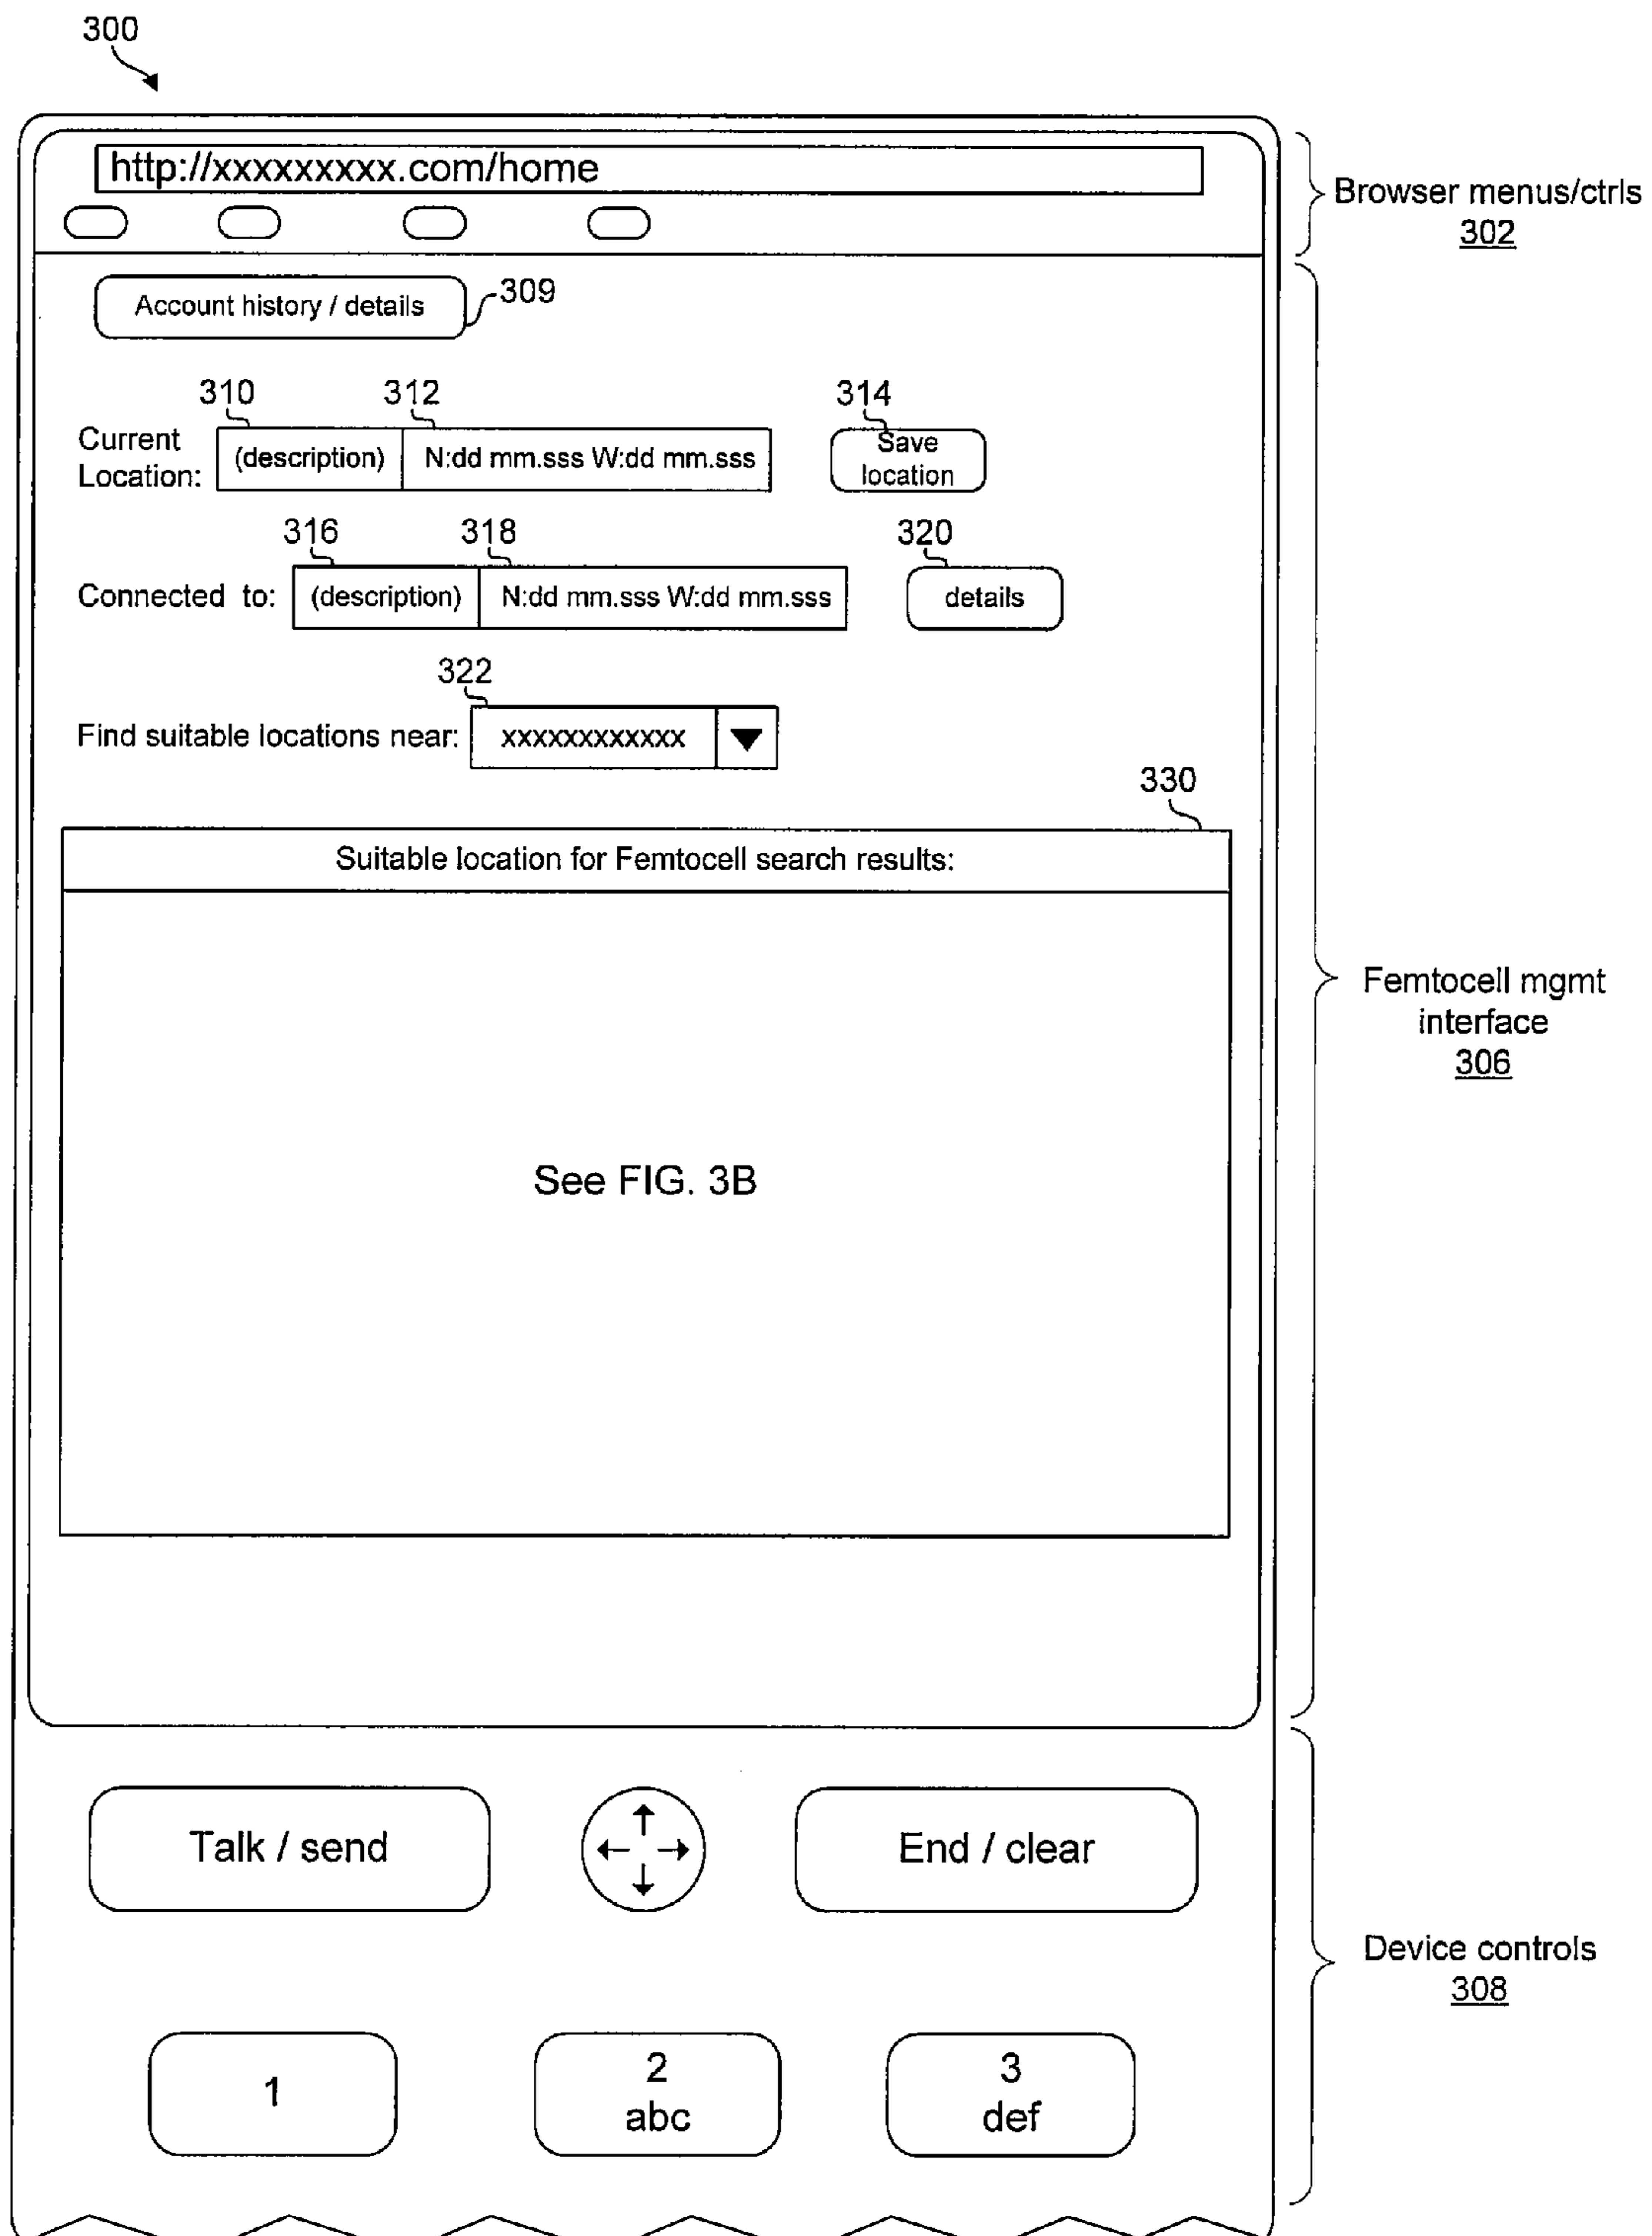 300
http://xxxxxxxxx.com/home
Browser menus/ctrls
302
Account history / details
309
310
312
314
Current
Location:
(description)
N:dd mm.sss W:dd mm.sss
Save
location
316
318
320
Connected to:
(description)
N:dd mm.sss W:dd mm.sss
details
322
Find suitable locations near:
xxxxxxxxxxxx
330
Suitable location for Femtocell search results:
Femtocell mgmt
interface
306
See FIG. 3B
Talk / send
End / clear
Device controls
308
1
2
abc
3
def